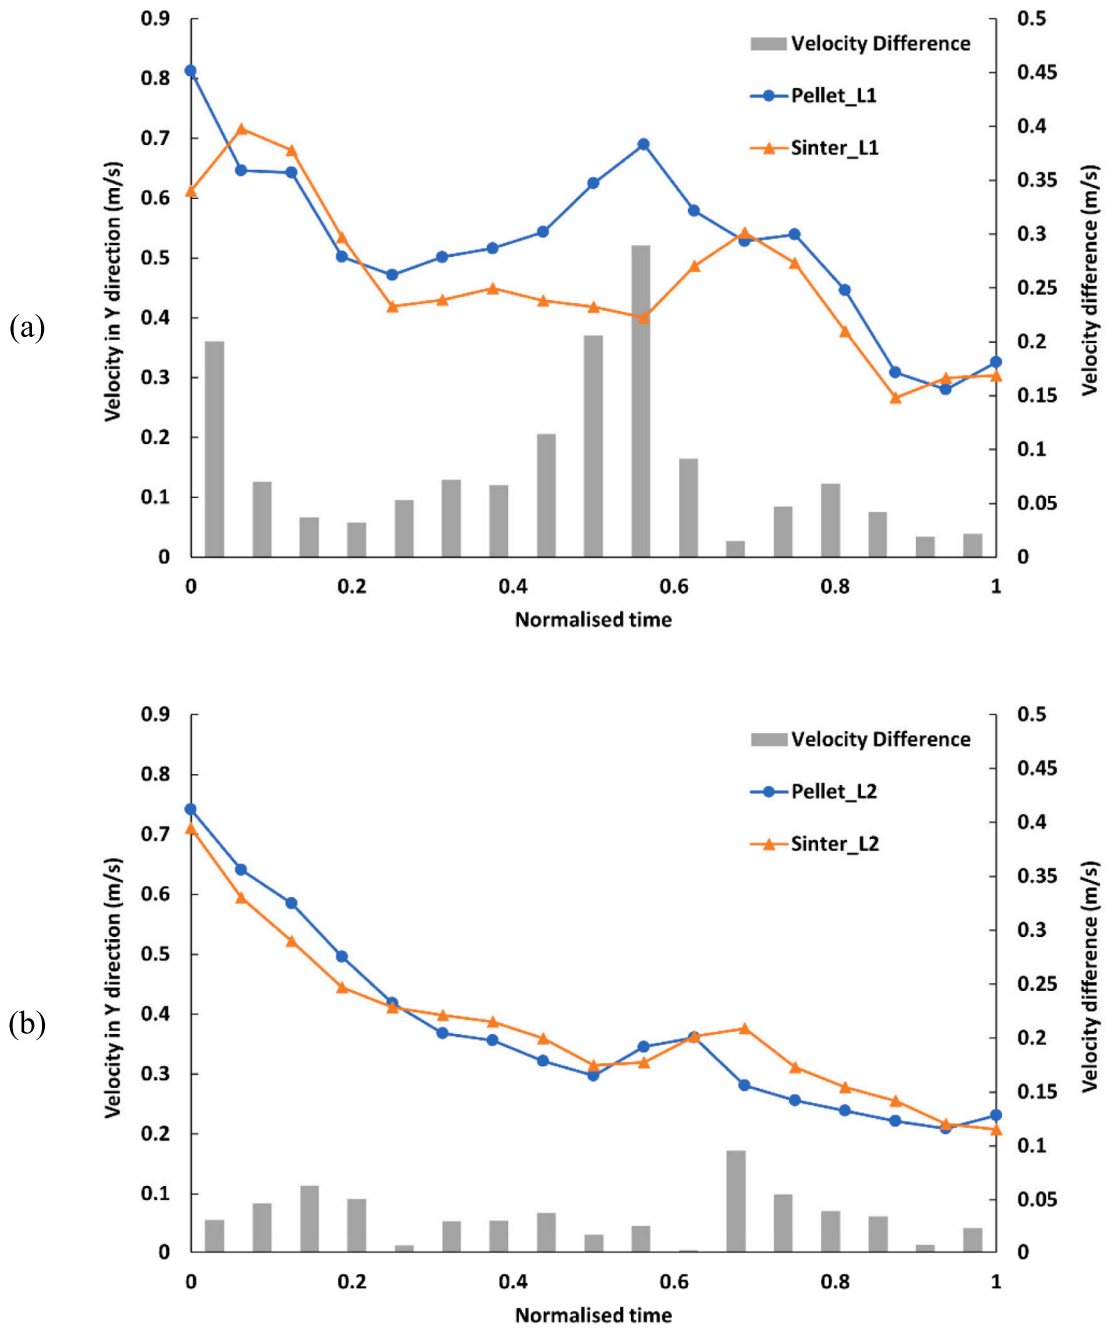 (a)
Velocity in Y direction (m/s)
0.9
0.8
0.7
0.6
0.5
0.4
0.3
0.2
0.1
0
Velocity Difference
Pellet_L1
Sinter_L1
0.5
0.45
0.4
0.35
0.3
0.25
0.2
0.15
0.1
0.05
0
Velocity difference (m/s)
0 0.2 0.4 0.6 0.8 1
Normalised time
(b)
Velocity in Y direction (m/s)
0.9
0.8
0.7
0.6
0.5
0.4
0.3
0.2
0.1
0
Velocity Difference
Pellet_L2
Sinter_L2
0.5
0.45
0.4
0.35
0.3
0.25
0.2
0.15
0.1
0.05
0
Velocity difference (m/s)
0 0.2 0.4 0.6 0.8 1
Normalised time